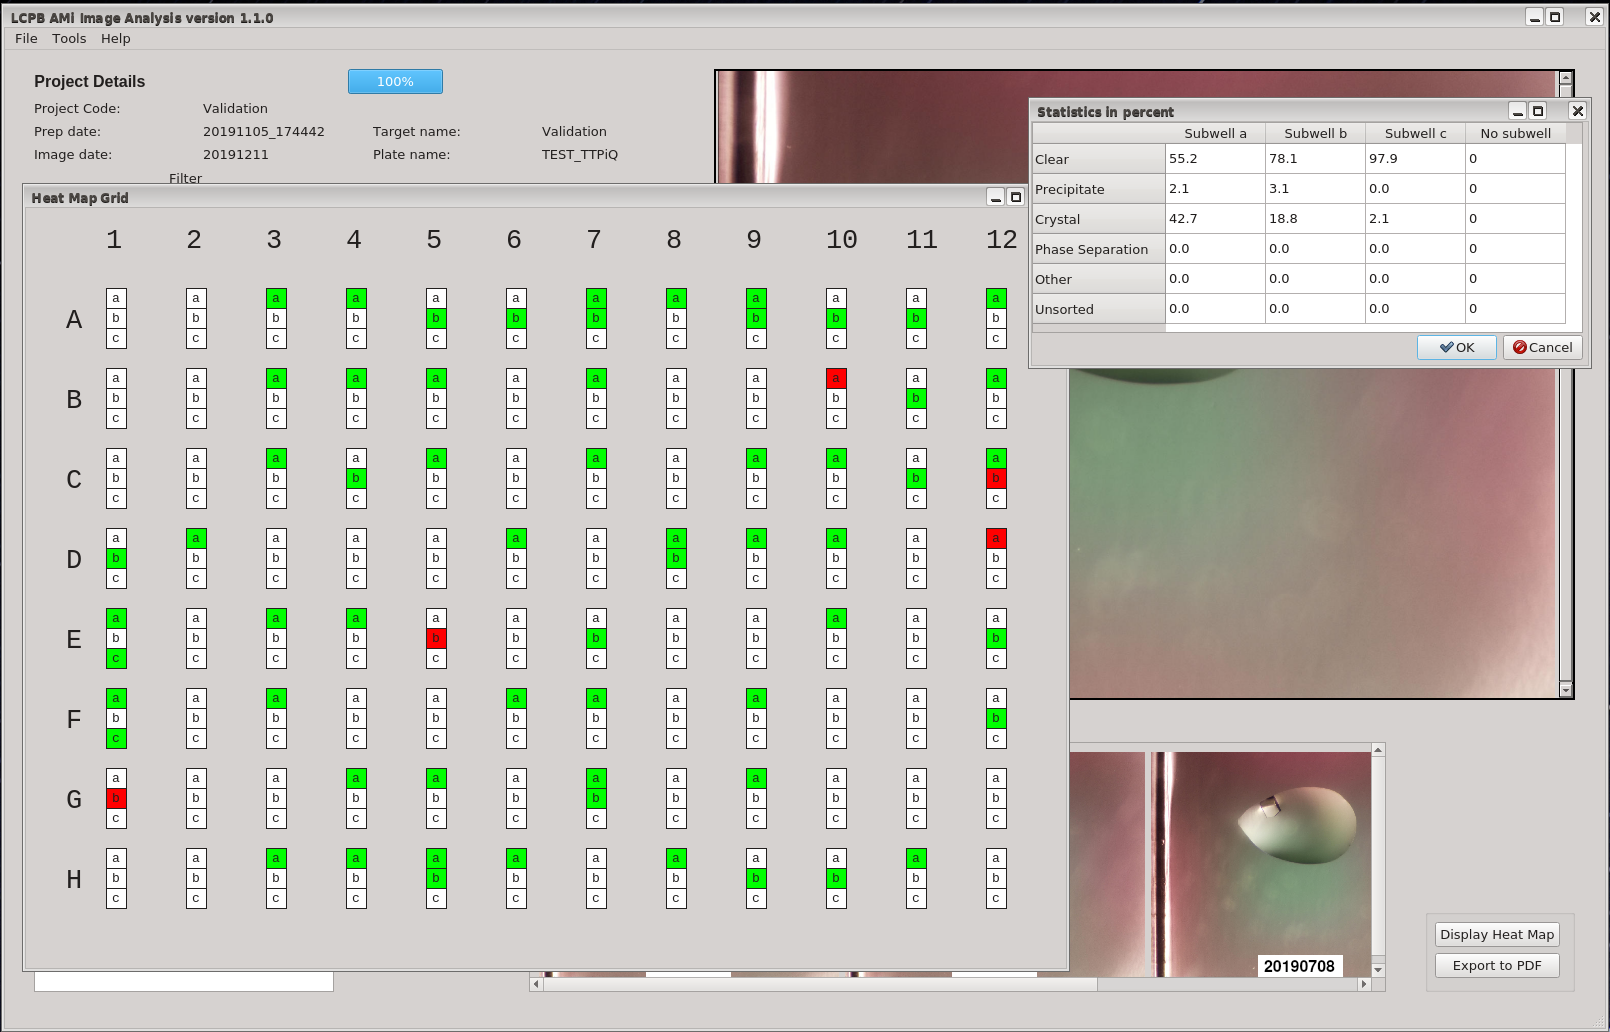 LCPB AMi Image Analysis version 1.1.0
File Tools Help
Project Details 100%
Project Code: Validation
Prep date: 20191105_174442 Target name: Validation
Image date: 20191211 Plate name: TEST_TTPiQ
Filter
Statistics in percent
Subwell a Subwell b Subwell c No subwell
Clear 55.2 78.1 97.9 0
Precipitate 2.1 3.1 0.0 0
Crystal 42.7 18.8 2.1 0
Phase Separation 0.0 0.0 0.0 0
Other 0.0 0.0 0.0 0
Unsorted 0.0 0.0 0.0 0
OK Cancel
Heat Map Grid
1 2 3 4 5 6 7 8 9 10 11 12
a a a a a a a a a a a a
A b b b b b b b b b b b b
c c c c c c c c c c c c
a a a a a a a a a a a a
B b b b b b b b b b b b b
c c c c c c c c c c c c
a a a a a a a a a a a a
C b b b b b b b b b b b b
c c c c c c c c c c c c
a a a a a a a a a a a a
D b b b b b b b b b b b b
c c c c c c c c c c c c
a a a a a a a a a a a a
E b b b b b b b b b b b b
c c c c c c c c c c c c
a a a a a a a a a a a a
F b b b b b b b b b b b b
c c c c c c c c c c c c
a a a a a a a a a a a a
G b b b b b b b b b b b b
c c c c c c c c c c c c
a a a a a a a a a a a a
H b b b b b b b b b b b b
c c c c c c c c c c c c
20190708
Display Heat Map
Export to PDF